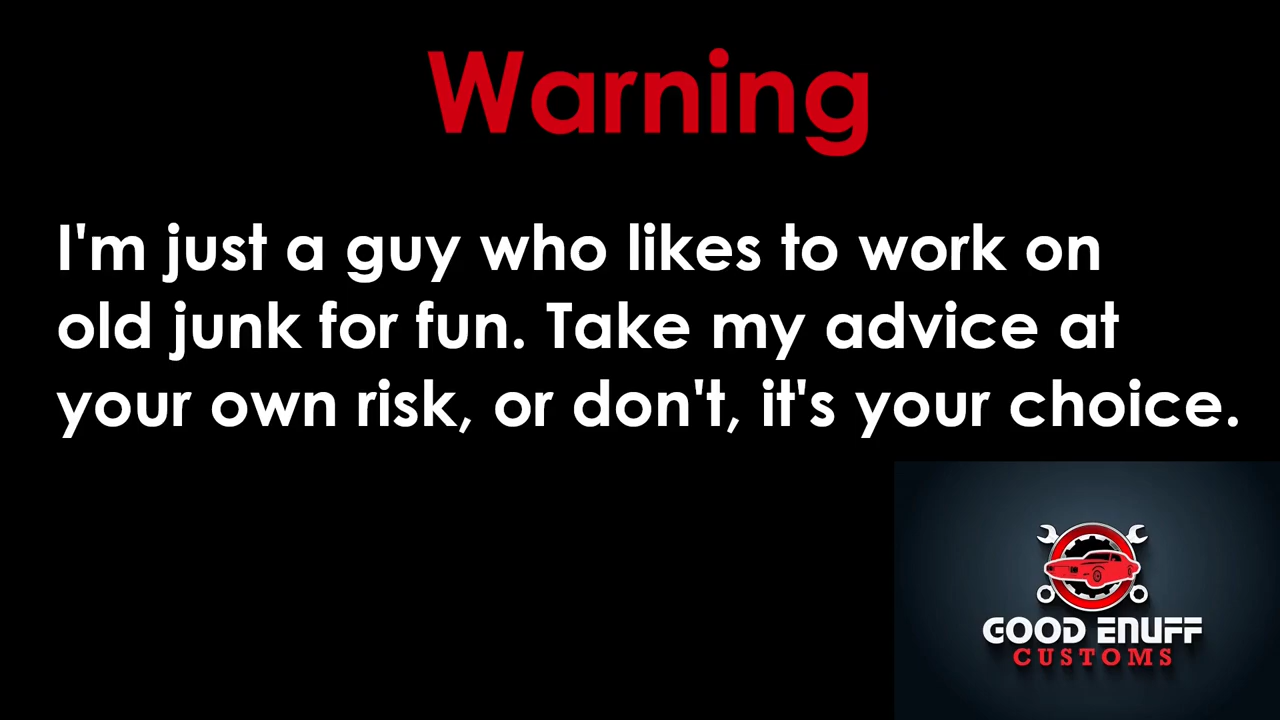 Warning
I'm just a guy who likes to work on
old junk for fun. Take my advice at
your own risk, or don't, it's your choice.
GOOD ENUFF
CUSTOMS